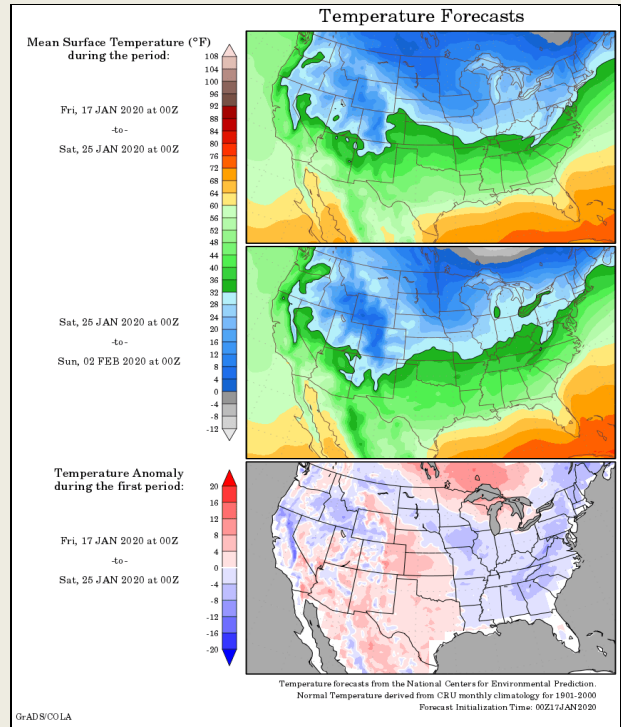 Temperature Forecasts
Mean Surface Temperature (°F)
during the period:
Fri, 17 JAN 2020 at 00Z
-to-
Sat, 25 JAN 2020 at 00Z
108
104
100
96
92
88
84
80
76
72
68
64
60
56
52
48
44
40
36
32
28
24
20
16
12
8
4
0
-4
-8
-12
Sat, 25 JAN 2020 at 00Z
-to-
Sun, 02 FEB 2020 at 00Z
Temperature Anomaly
during the first period:
Fri, 17 JAN 2020 at 00Z
-to-
Sat, 25 JAN 2020 at 00Z
20
16
12
8
4
0
-4
-8
-12
-16
-20
Temperature forecasts from the National Centers for Environmental Prediction.
Normal Temperature derived from CRU monthly climatology for 1901-2000
Forecast Initialization Time: 00Z17JAN2020
GrADS/COLA